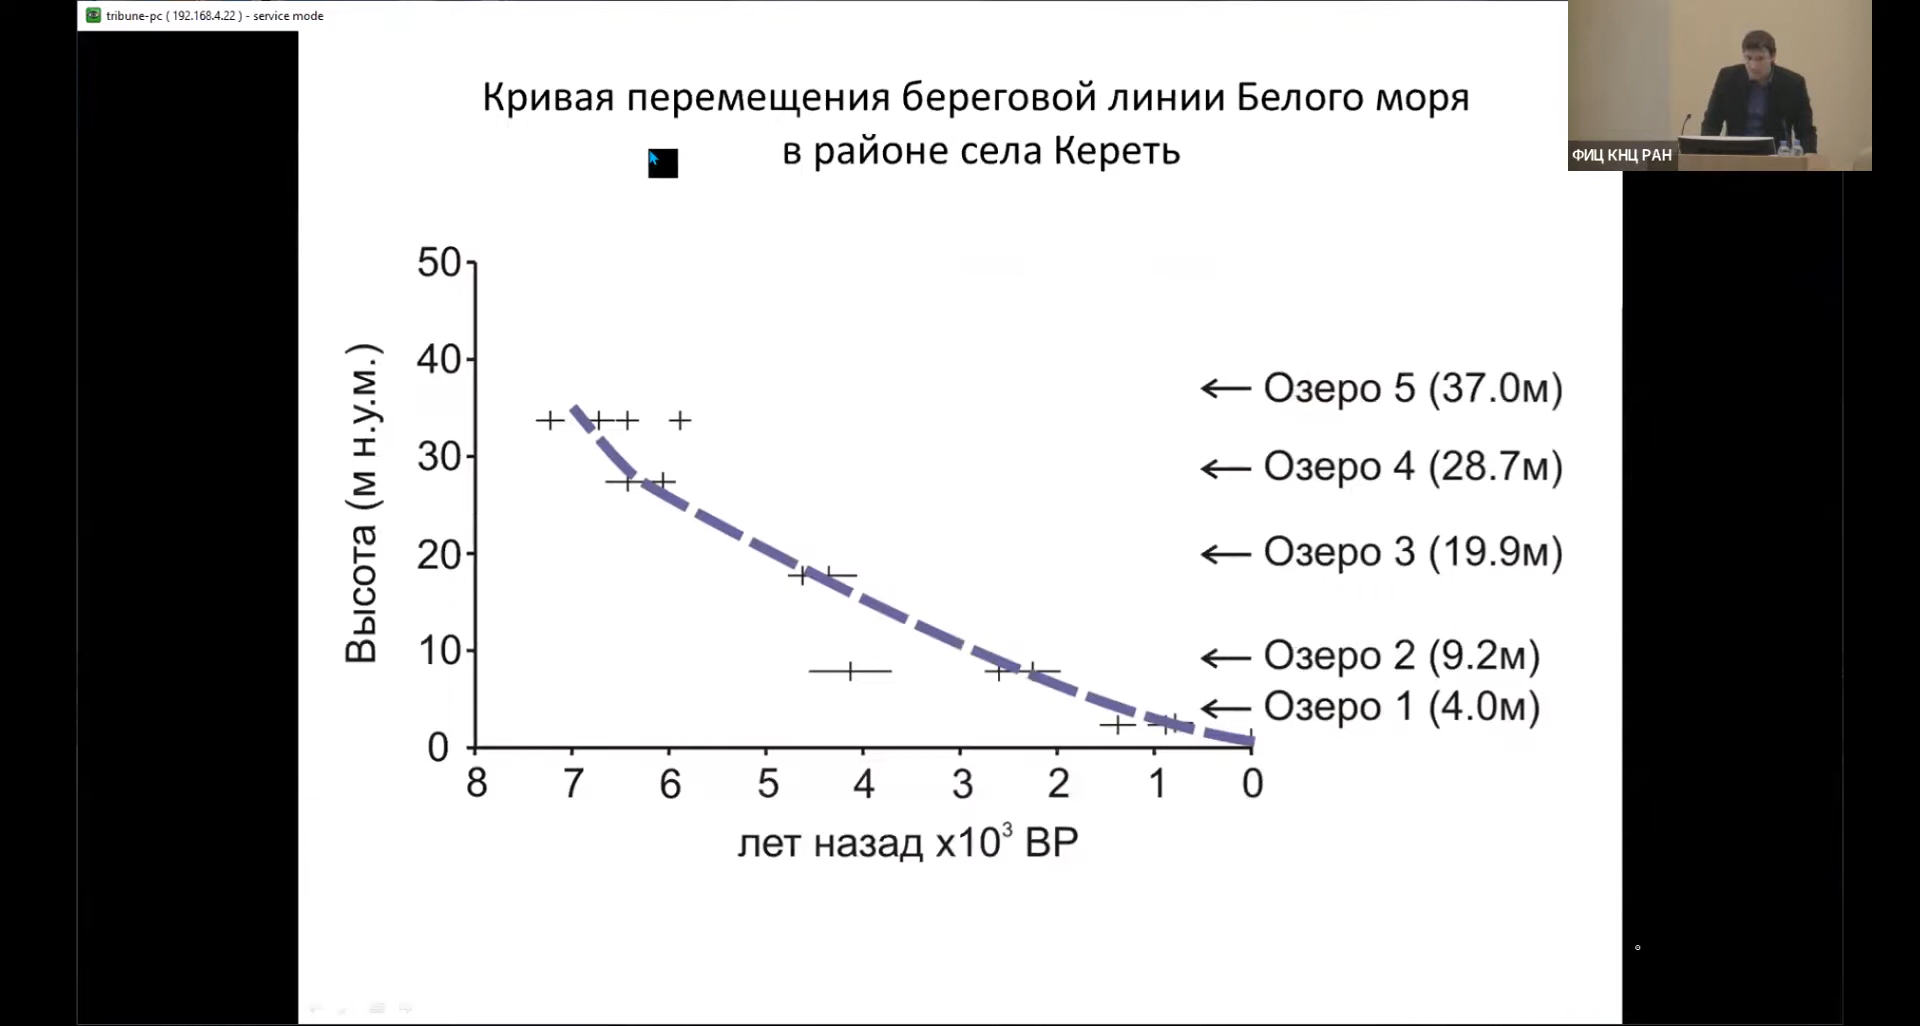 tribune-pc ( 192.168.4.22 ) - service mode
Кривая перемещения береговой линии Белого моря
в районе села Кереть
ФИЦ КНЦ РАН
Высота (м н.у.м.)
50
40
30
20
10
0
8 7 6 5 4 3 2 1 0
лет назад х10³ BP
← Озеро 5 (37.0м)
← Озеро 4 (28.7м)
← Озеро 3 (19.9м)
← Озеро 2 (9.2м)
← Озеро 1 (4.0м)